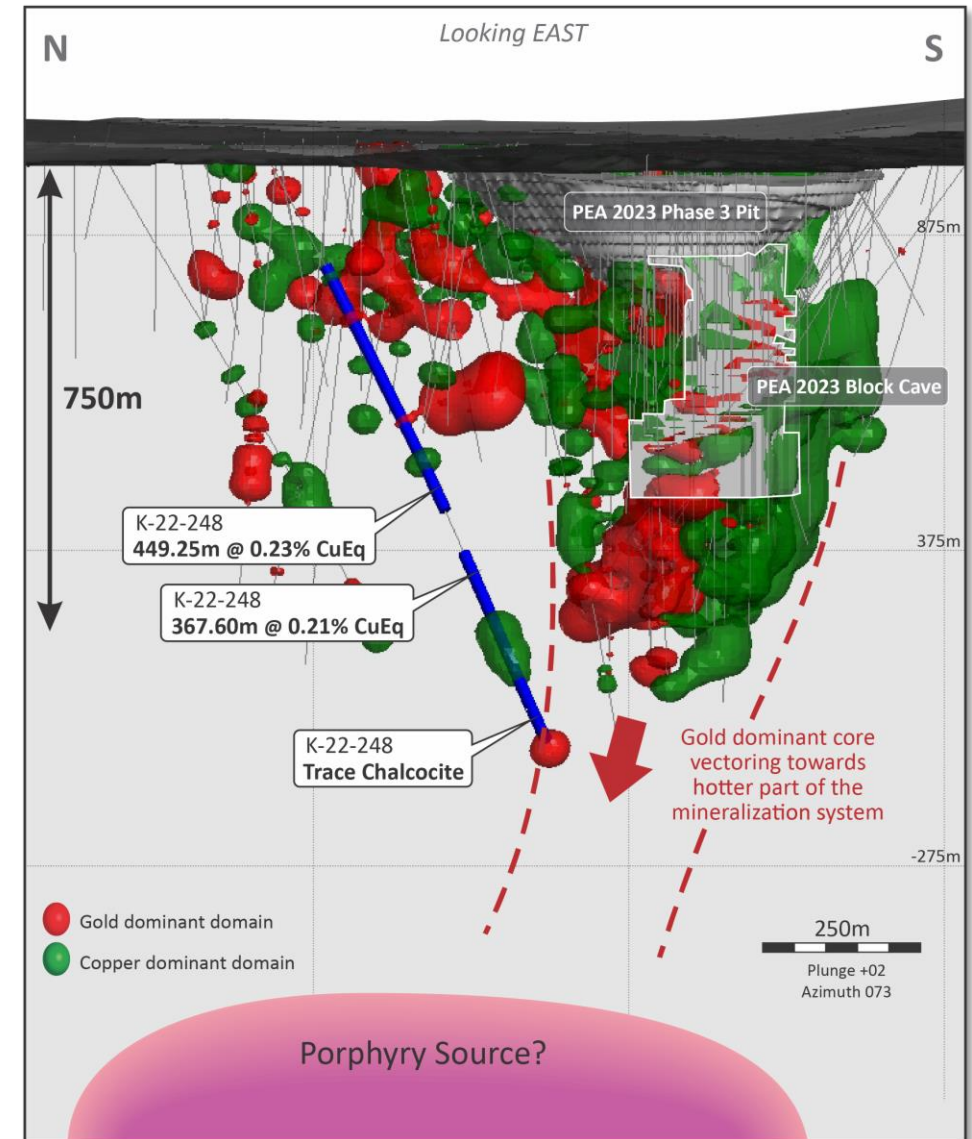 Looking EAST
N
S
PEA 2023 Phase 3 Pit
875m
750m
PEA 2023 Block Cave
K-22-248
449.25m @ 0.23% CuEq
375m
K-22-248
367.60m @ 0.21% CuEq
K-22-248
Trace Chalcocite
Gold dominant core
vectoring towards
hotter part of the
mineralization system
-275m
Gold dominant domain
Copper dominant domain
250m
Plunge +02
Azimuth 073
Porphyry Source?